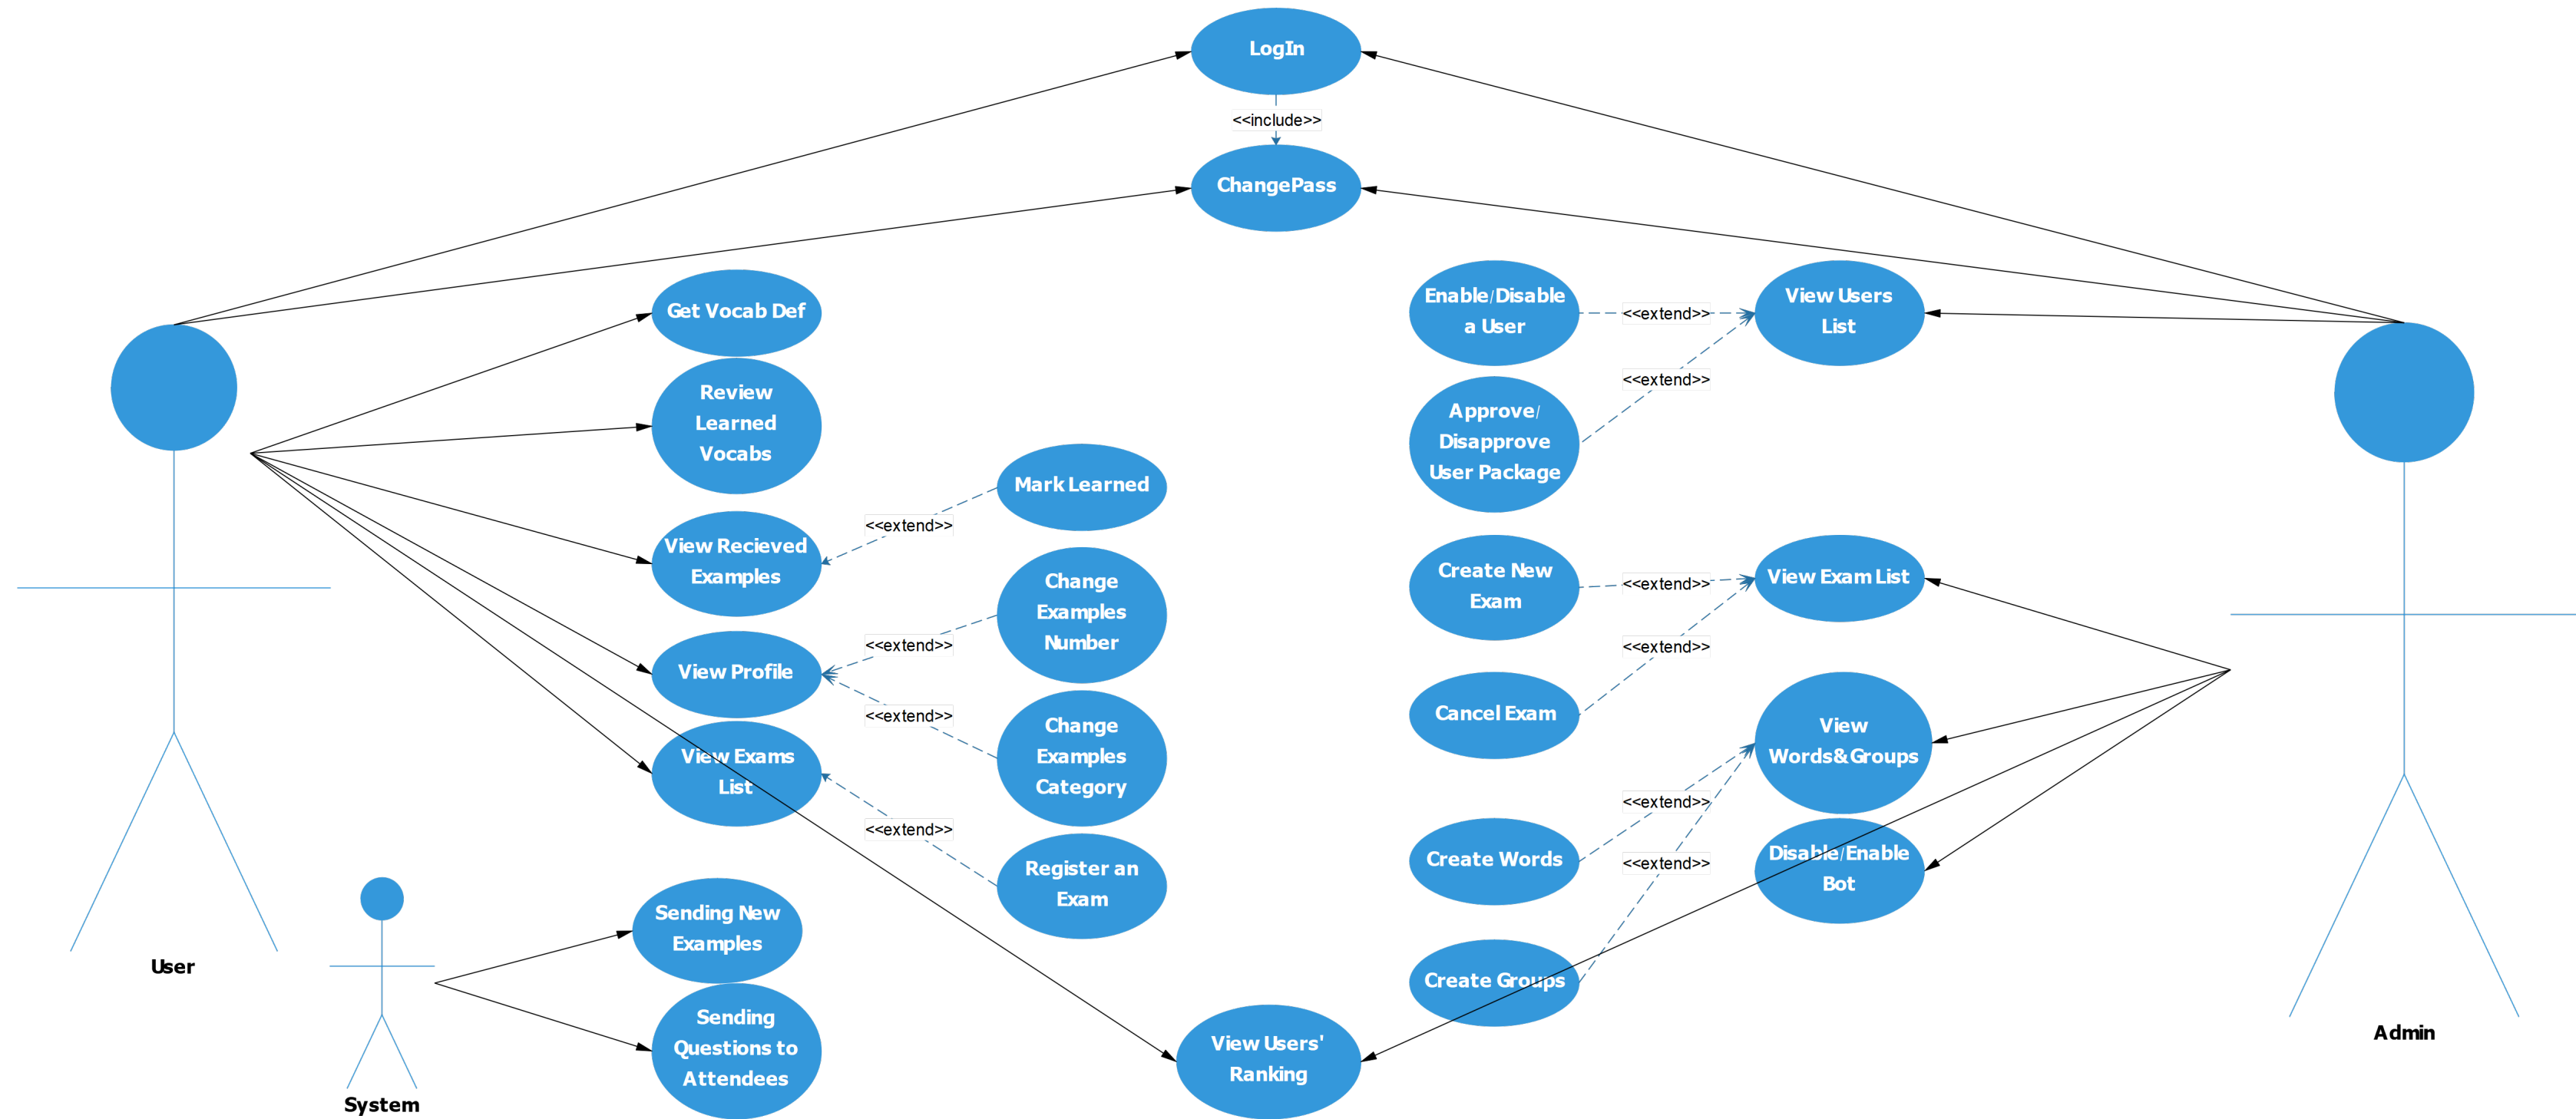 LogIn
<<include>>
ChangePass
Get Vocab Def
Review
Learned
Vocabs
View Recieved
Examples
View Profile
View Exams
List
Mark Learned
<<extend>>
Change
Examples
Number
<<extend>>
Change
Examples
Category
<<extend>>
Register an
Exam
<<extend>>
User
Sending New
Examples
Sending
Questions to
Attendees
System
View Users'
Ranking
Enable/Disable
a User
<<extend>>
View Users
List
Approve/
Disapprove
User Package
<<extend>>
Create New
Exam
<<extend>>
View Exam List
Cancel Exam
<<extend>>
View
Words&Groups
Create Words
<<extend>>
Create Groups
<<extend>>
Disable/Enable
Bot
Admin